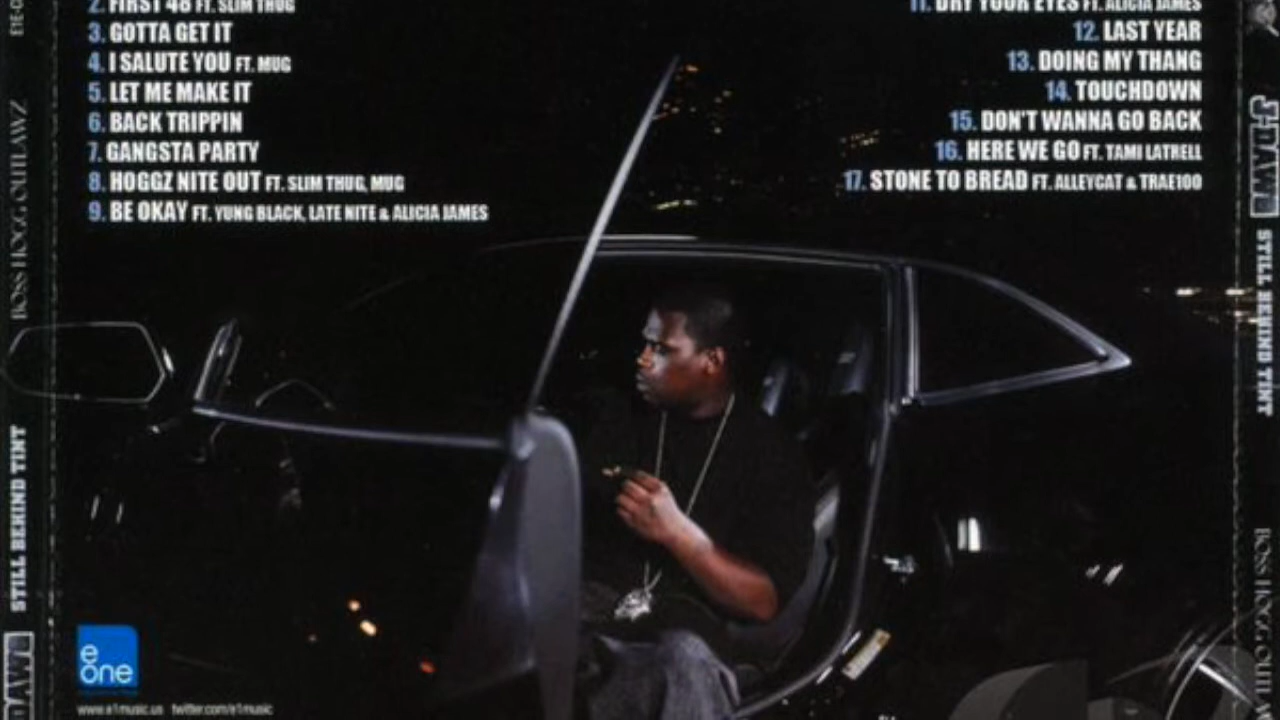 2. FIRST 48 FT. SLIM THUG
3. GOTTA GET IT
4. I SALUTE YOU FT. MUG
5. LET ME MAKE IT
6. BACK TRIPPIN
7. GANGSTA PARTY
8. HOGGZ NITE OUT FT. SLIM THUG, MUG
9. BE OKAY FT. YUNG BLACK, LATE NITE & ALICIA JAMES
11. DRY YOUR EYES FT. ALICIA JAMES
12. LAST YEAR
13. DOING MY THANG
14. TOUCHDOWN
15. DON'T WANNA GO BACK
16. HERE WE GO FT. TAMI LATRELL
17. STONE TO BREAD FT. ALLEYCAT & TRAE100
BOSS HOGG OUTLAWZ
STILL BEHIND TINT
DAWG
J-DAWG
STILL BEHIND TINT
BOSS HOGG OUTLAW
e
one
www.e1music.us twitter.com/e1music